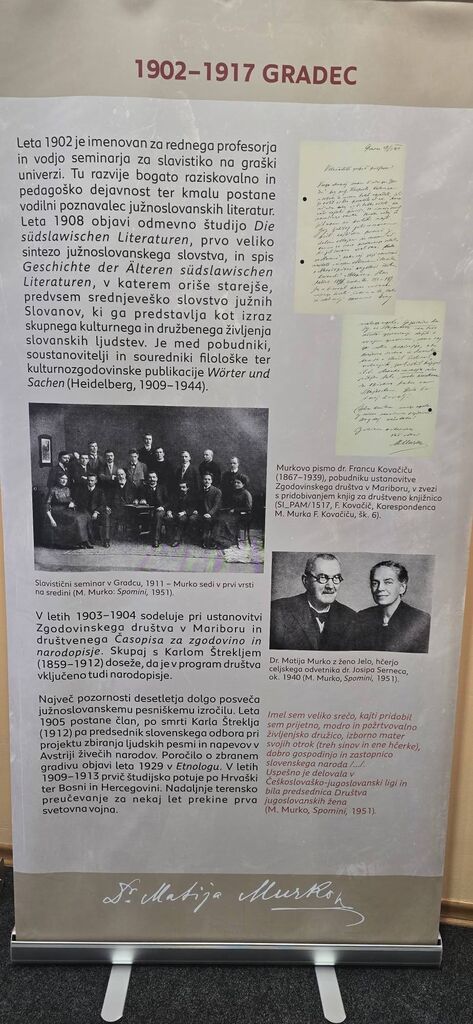 1902–1917 GRADEC
Leta 1902 je imenovan za rednega profesorja
in vodjo seminarja za slavistiko na graški
univerzi. Tu razvije bogato raziskovalno in
pedagoško dejavnost ter kmalu postane
vodilni poznavalec južnoslovanskih literatur.
Leta 1908 objavi odmevno študijo Die
südslawischen Literaturen, prvo veliko
sintezo južnoslovanskega slovstva, in spis
Geschichte der Älteren südslawischen
Literaturen, v katerem oriše starejše,
predvsem srednjeveško slovstvo južnih
Slovanov, ki ga predstavlja kot izraz
skupnega kulturnega in družbenega življenja
slovanskih ljudstev. Je med pobudniki,
soustanovitelji in souredniki filološke ter
kulturnozgodovinske publikacije Wörter und
Sachen (Heidelberg, 1909–1944).
Murkovo pismo dr. Francu Kovačiču
(1867–1939), pobudniku ustanovitve
Zgodovinskega društva v Mariboru, v zvezi
s pridobivanjem knjig za društveno knjižnico
(SI_PAM/1517, F. Kovačič, Korespondenca
M. Murka F. Kovačiču, šk. 6).
Slavistični seminar v Gradcu, 1911 – Murko sedi v prvi vrsti
na sredini (M. Murko: Spomini, 1951).
V letih 1903–1904 sodeluje pri ustanovitvi
Zgodovinskega društva v Mariboru in
društvenega Časopisa za zgodovino in
narodopisje. Skupaj s Karlom Štrekljem
(1859–1912) doseže, da je v program društva
vključeno tudi narodopisje.
Dr. Matija Murko z ženo Jelo, hčerjo
celjskega odvetnika dr. Josipa Serneca,
ok. 1940 (M. Murko, Spomini, 1951).
Največ pozornosti desetletja dolgo posveča
južnoslovanskemu pesniškemu izročilu. Leta
1905 postane član, po smrti Karla Štreklja
(1912) pa predsednik slovenskega odbora pri
projektu zbiranja ljudskih pesmi in napevov v
Avstriji živečih narodov. Poročilo o zbranem
gradivu objavi leta 1929 v Etnologu. V letih
1909–1913 prvič študijsko potuje po Hrvaški
ter Bosni in Hercegovini. Nadaljnje terensko
preučevanje za nekaj let prekine prva
svetovna vojna.
Imel sem veliko srečo, kajti pridobil
sem prijetno, modro in požrtvovalno
življenjsko družico, izborno mater
svojih otrok (treh sinov in ene hčerke),
dobro gospodinjo in zastopnico
slovenskega naroda /.../.
Uspešno je delovala v
Českoslovaško-jugoslovanski ligi in
bila predsednica Društva
jugoslovanskih žena
(M. Murko, Spomini, 1951).
Dr. Matija Murko